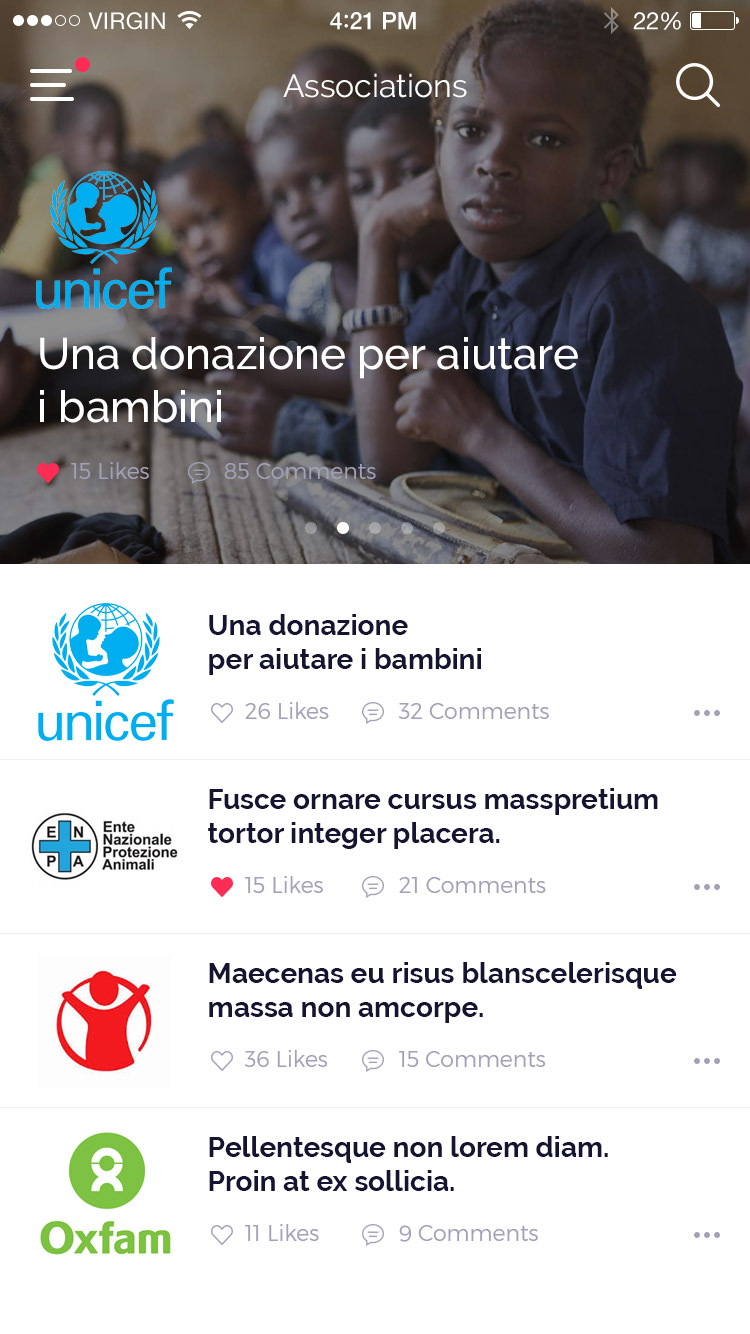 VIRGIN 4:21 PM 22%
Associations
unicef
Una donazione per aiutare
i bambini
15 Likes 85 Comments
unicef
Una donazione
per aiutare i bambini
26 Likes 32 Comments
E N
P A
Ente
Nazionale
Protezione
Animali
Fusce ornare cursus masspretium
tortor integer placera.
15 Likes 21 Comments
Maecenas eu risus blanscelerisque
massa non amcorpe.
36 Likes 15 Comments
Oxfam
Pellentesque non lorem diam.
Proin at ex sollicia.
11 Likes 9 Comments